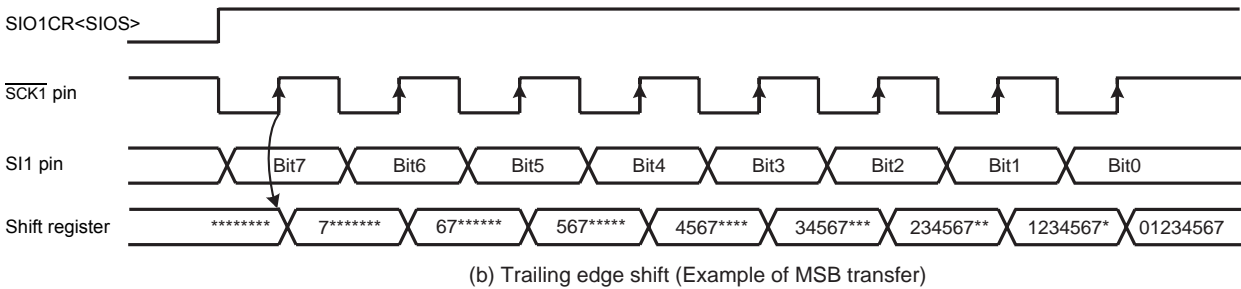 SIO1CR<SIOS>
SCK1 pin
SI1 pin Bit7 Bit6 Bit5 Bit4 Bit3 Bit2 Bit1 Bit0
Shift register ******** 7******* 67****** 567***** 4567**** 34567*** 234567** 1234567* 01234567
(b) Trailing edge shift (Example of MSB transfer)